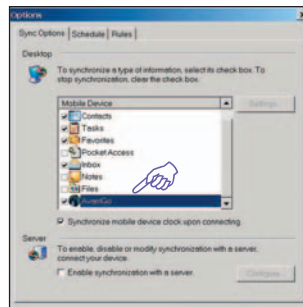 Options
Sync Options Schedule Rules
Desktop
To synchronize a type of information, select its check box. To
stop synchronization, clear the check box.
Mobile Device
Settings...
Contacts
Tasks
Favorites
Pocket Access
Inbox
Notes
Files
AvantGo
Synchronize mobile device clock upon connecting.
Server
To enable, disable or modify synchronization with a server,
connect your device.
Enable synchronization with a server.
Configure...